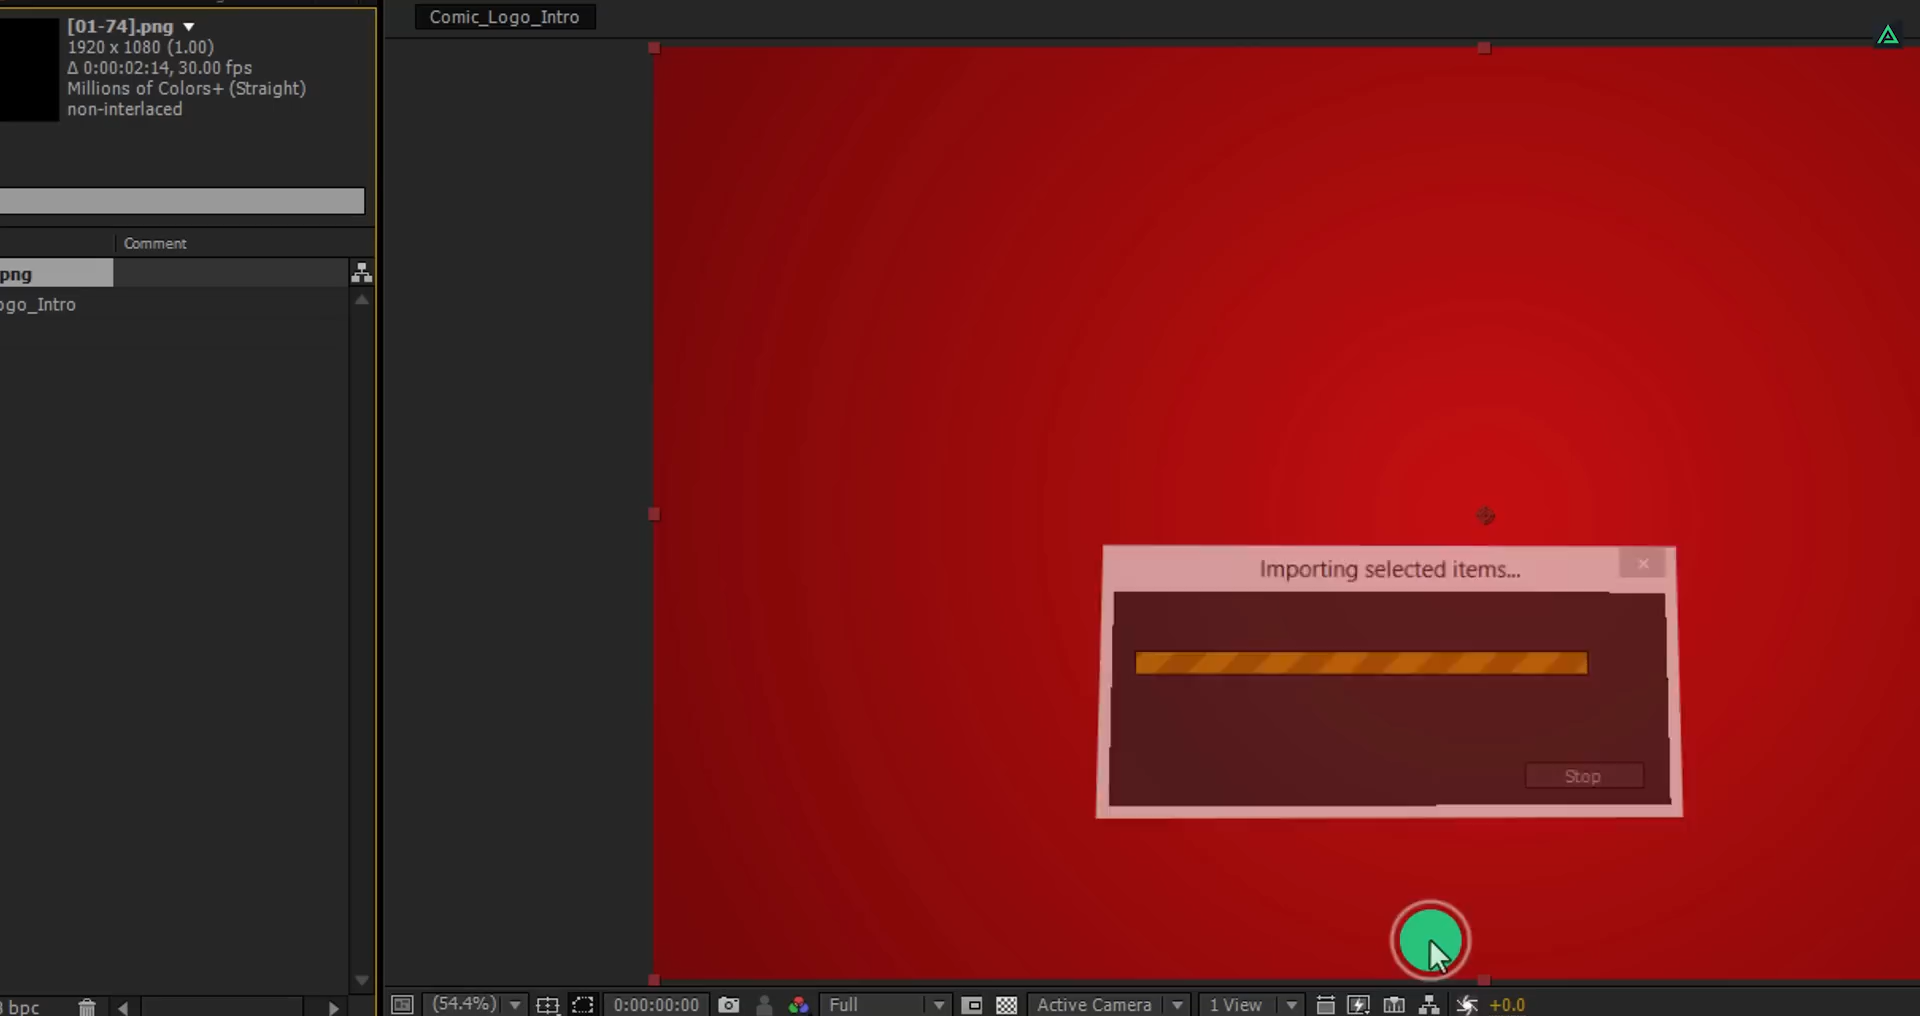 Comic_Logo_Intro
[01-74].png
1920 x 1080 (1.00)
Δ 0:00:02:14, 30.00 fps
Millions of Colors+ (Straight)
non-interlaced
Comment
png
ogo_Intro
Importing selected items...
Stop
bpc
(54.4%)
0:00:00:00
Full
Active Camera
1 View
+0.0